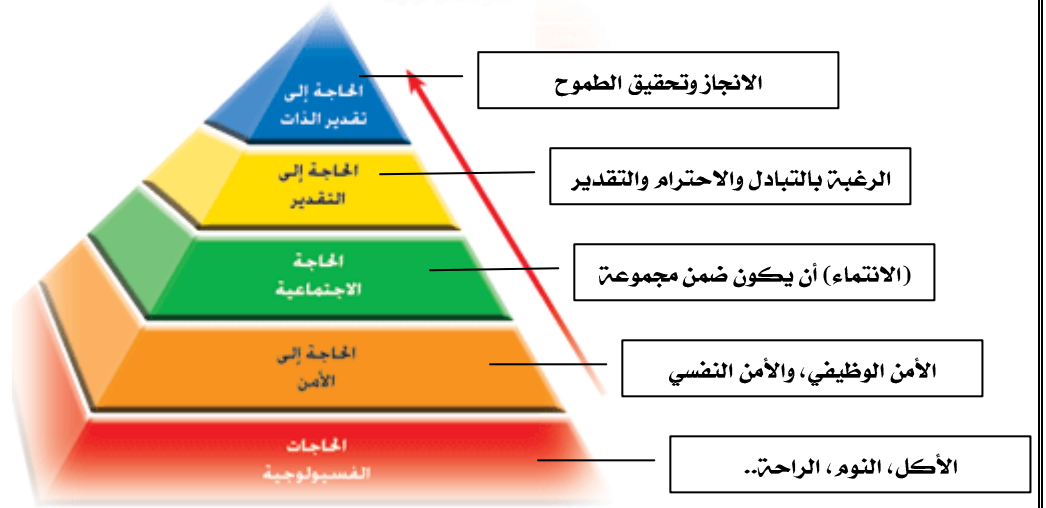 الحاجة إلى
تقدير الذات
الانجاز وتحقيق الطموح
الحاجة إلى
التقدير
الرغبة بالتبادل والاحترام والتقدير
الحاجة
الاجتماعية
(الانتماء) أن يكون ضمن مجموعة
الحاجة إلى
الأمن
الأمن الوظيفي، والأمن النفسي
الحاجات
الفسيولوجية
الأكل، النوم، الراحة..